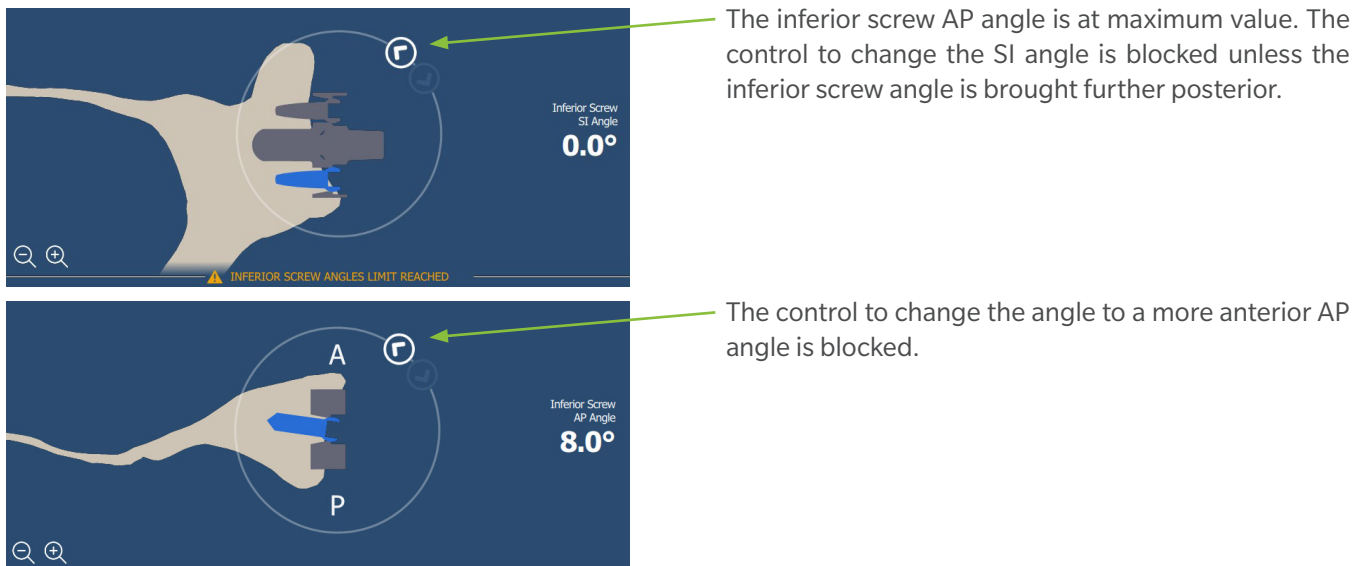 The inferior screw AP angle is at maximum value. The
control to change the SI angle is blocked unless the
inferior screw angle is brought further posterior.
Inferior Screw
SI Angle
0.0°
INFERIOR SCREW ANGLES LIMIT REACHED
The control to change the angle to a more anterior AP
angle is blocked.
A
Inferior Screw
AP Angle
8.0°
P